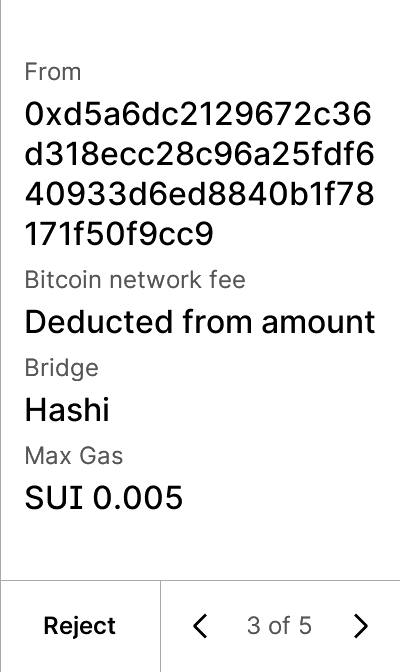 From
0xd5a6dc2129672c36
d318ecc28c96a25fdf6
40933d6ed8840b1f78
171f50f9cc9
Bitcoin network fee
Deducted from amount
Bridge
Hashi
Max Gas
SUI 0.005
Reject
3 of 5